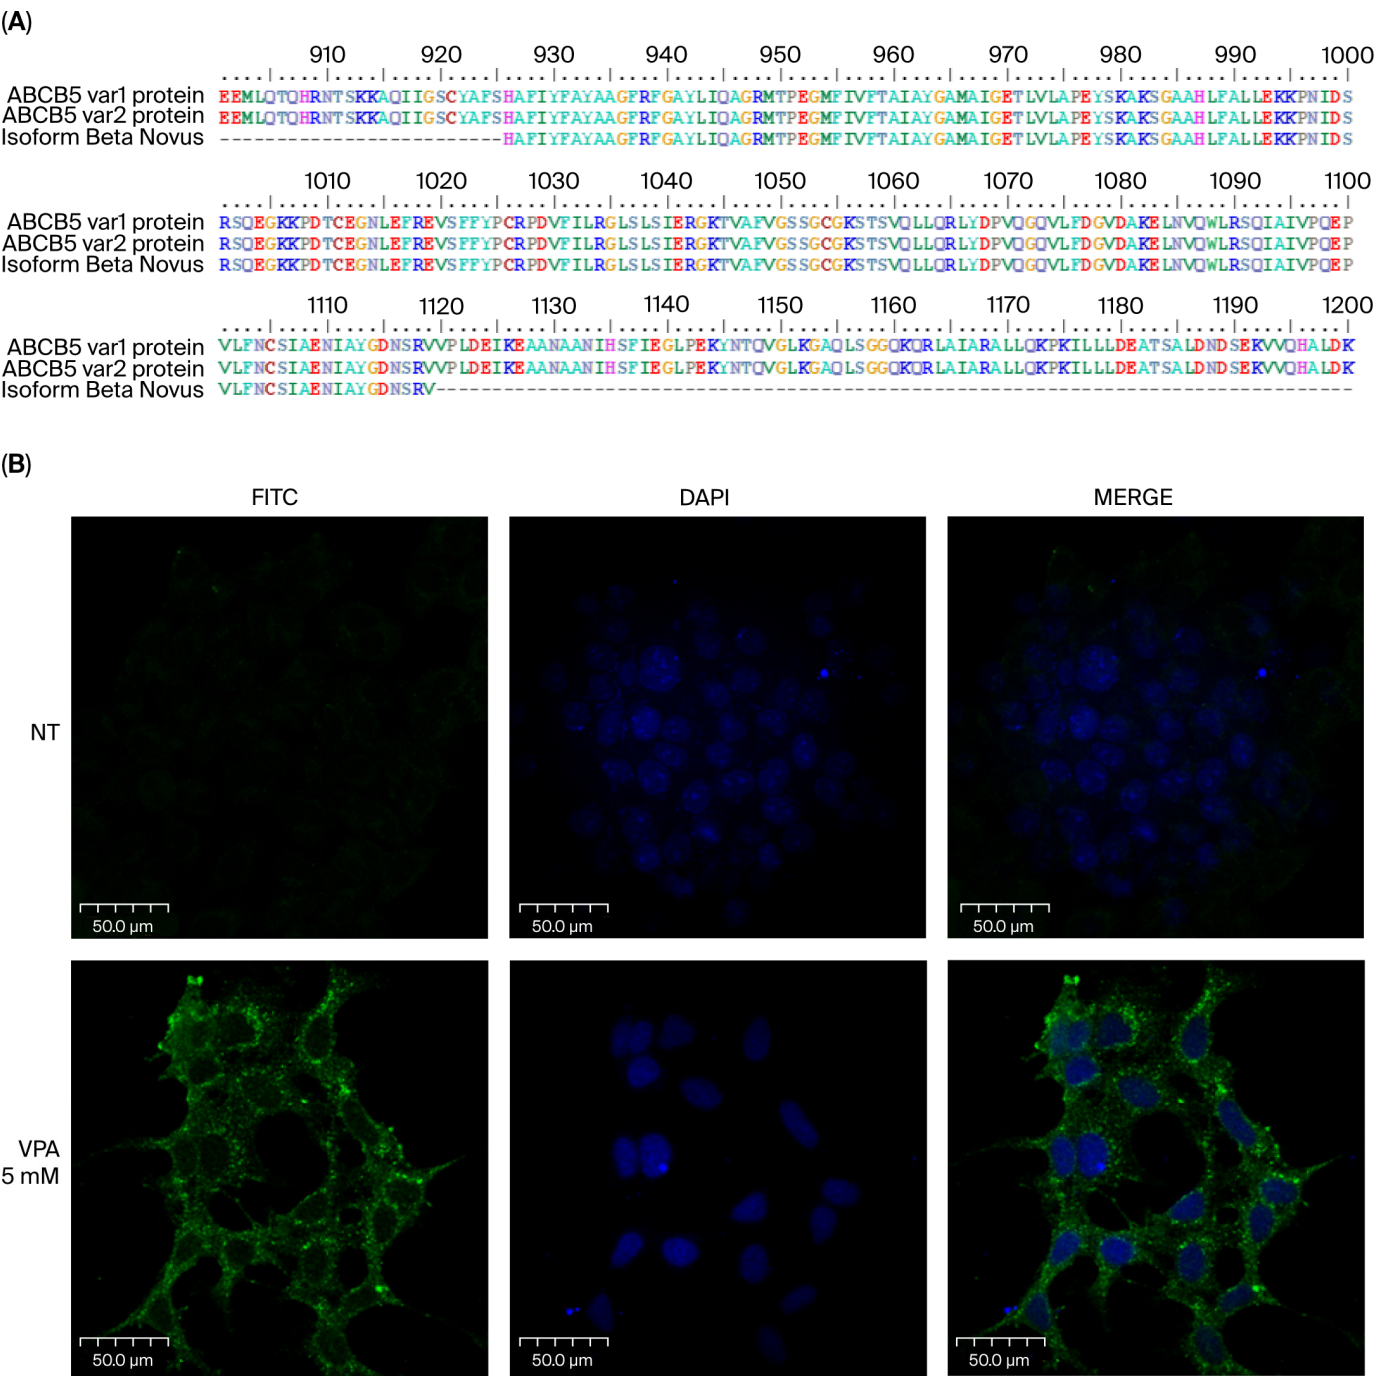 (A)
910 920 930 940 950 960 970 980 990 1000
ABCB5 var1 protein EEMLQTQHRNTSKKAQIIGSCYAFSHAFIYFAYAAGFRFGAYLIQAGRMTPEGMFIVFTAIAYGAMAIGETLVLAPEYSKAKSGAAHLFALLEKKPNIDS
ABCB5 var2 protein EEMLQTQHRNTSKKAQIIGSCYAFSHAFIYFAYAAGFRFGAYLIQAGRMTPEGMFIVFTAIAYGAMAIGETLVLAPEYSKAKSGAAHLFALLEKKPNIDS
Isoform Beta Novus -------------------------HAFIYFAYAAGFRFGAYLIQAGRMTPEGMFIVFTAIAYGAMAIGETLVLAPEYSKAKSGAAHLFALLEKKPNIDS
1010 1020 1030 1040 1050 1060 1070 1080 1090 1100
ABCB5 var1 protein RSQEGKKPDTCEGNLEFREVSFFYPCRPDVFILRGLSLSIERGKTVAFVGSSGCGKSTSVQLLQRLYDPVQGQVLFDGVDAKELNVQWLRSQIAIVPQEP
ABCB5 var2 protein RSQEGKKPDTCEGNLEFREVSFFYPCRPDVFILRGLSLSIERGKTVAFVGSSGCGKSTSVQLLQRLYDPVQGQVLFDGVDAKELNVQWLRSQIAIVPQEP
Isoform Beta Novus RSQEGKKPDTCEGNLEFREVSFFYPCRPDVFILRGLSLSIERGKTVAFVGSSGCGKSTSVQLLQRLYDPVQGQVLFDGVDAKELNVQWLRSQIAIVPQEP
1110 1120 1130 1140 1150 1160 1170 1180 1190 1200
ABCB5 var1 protein VLFNCSIAENIAYGDNSRVVPLDEIKEAANAANIHSFIEGLPEKYNTQVGLKGAQLSGGQKQRLAIARALLQKPKILLLDEATSALDNDSEKVVQHALDK
ABCB5 var2 protein VLFNCSIAENIAYGDNSRVVPLDEIKEAANAANIHSFIEGLPEKYNTQVGLKGAQLSGGQKQRLAIARALLQKPKILLLDEATSALDNDSEKVVQHALDK
Isoform Beta Novus VLFNCSIAENIAYGDNSRV---------------------------------------------------------------------------------
(B)
FITC DAPI MERGE
NT
50.0 µm 50.0 µm 50.0 µm
VPA
5 mM
50.0 µm 50.0 µm 50.0 µm